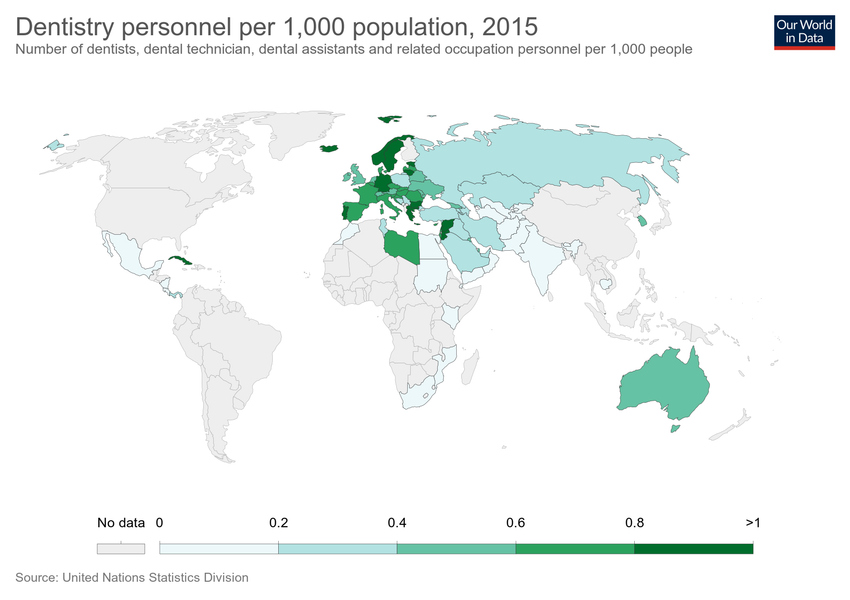 Dentistry personnel per 1,000 population, 2015
Number of dentists, dental technician, dental assistants and related occupation personnel per 1,000 people
Our World
in Data
No data 0 0.2 0.4 0.6 0.8 >1
Source: United Nations Statistics Division